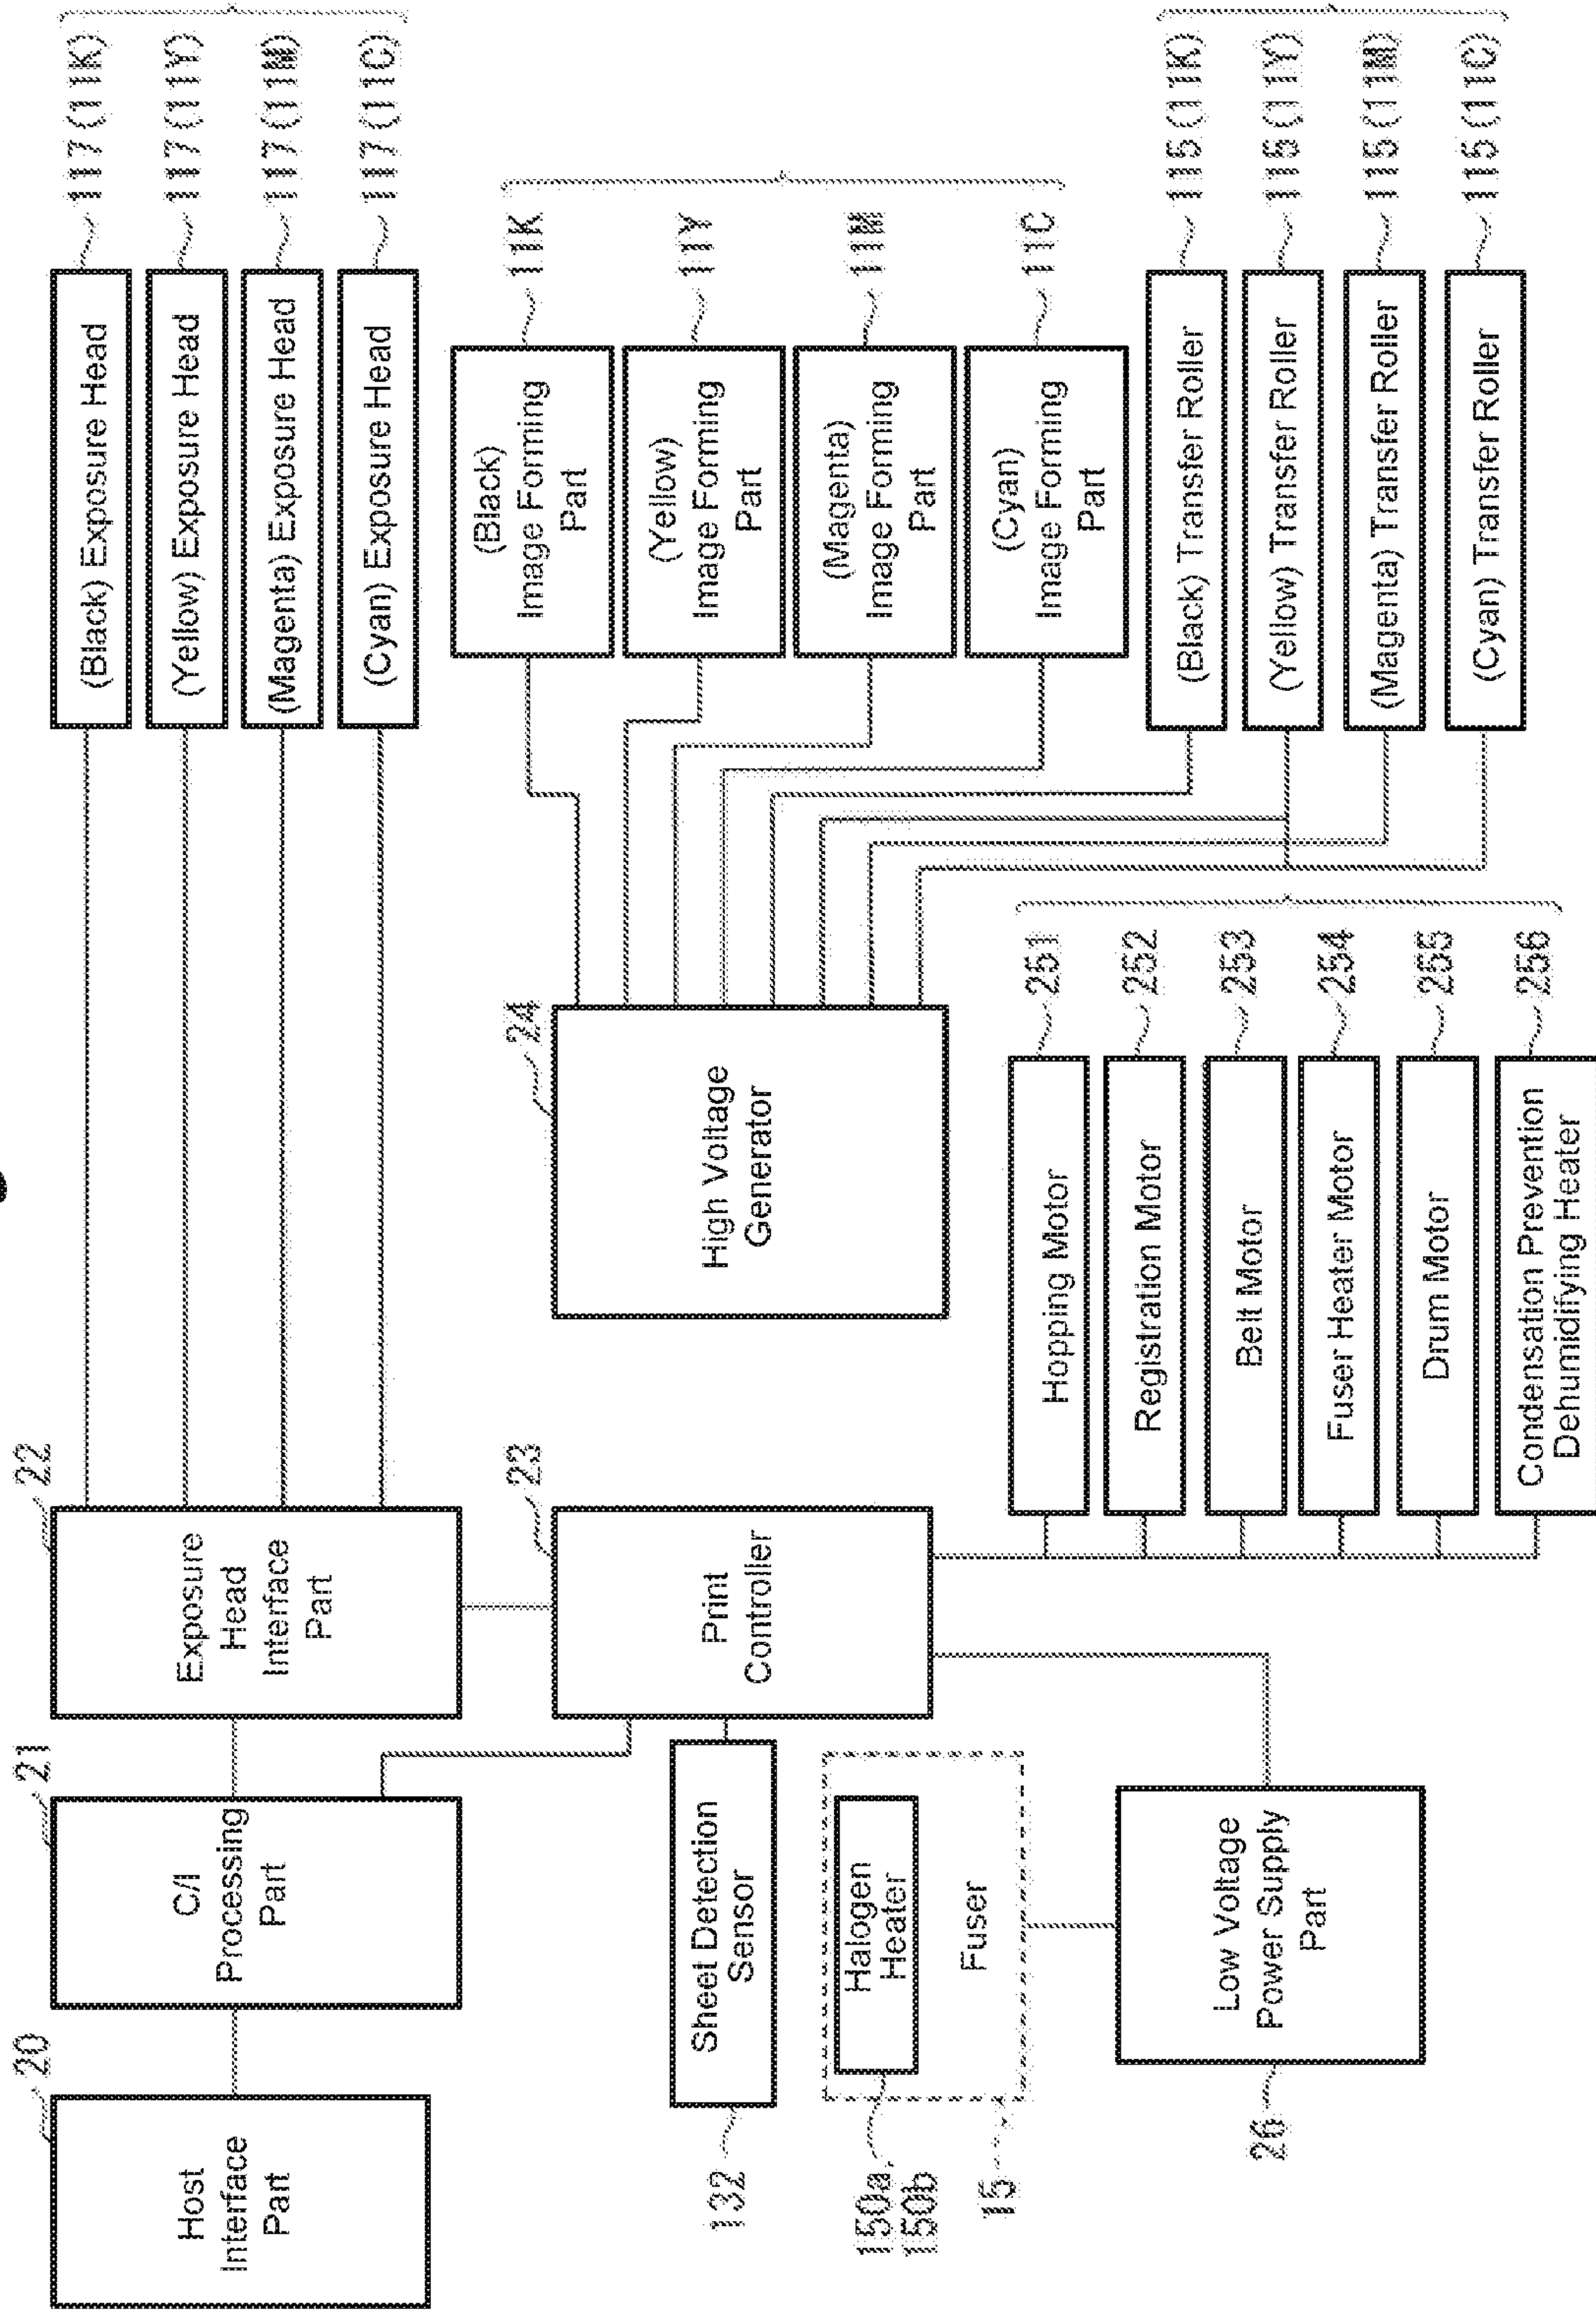 20
Host
Interface
Part
21
C/I
Processing
Part
22
Exposure
Head
Interface
Part
(Black) Exposure Head
117(11K)
(Yellow) Exposure Head
117(11Y)
(Magenta) Exposure Head
117(11M)
(Cyan) Exposure Head
117(11C)
132
Sheet Detection
Sensor
23
Print
Controller
24
High Voltage
Generator
(Black)
Image Forming
Part
11K
(Yellow)
Image Forming
Part
11Y
(Magenta)
Image Forming
Part
11M
(Cyan)
Image Forming
Part
11C
150a,
150b
Halogen
Heater
15
Fuser
26
Low Voltage
Power Supply
Part
Hopping Motor
251
Registration Motor
252
Belt Motor
253
Fuser Heater Motor
254
Drum Motor
255
Condensation Prevention
Dehumidifying Heater
256
(Black) Transfer Roller
115(11K)
(Yellow) Transfer Roller
115(11Y)
(Magenta) Transfer Roller
115(11M)
(Cyan) Transfer Roller
115(11C)